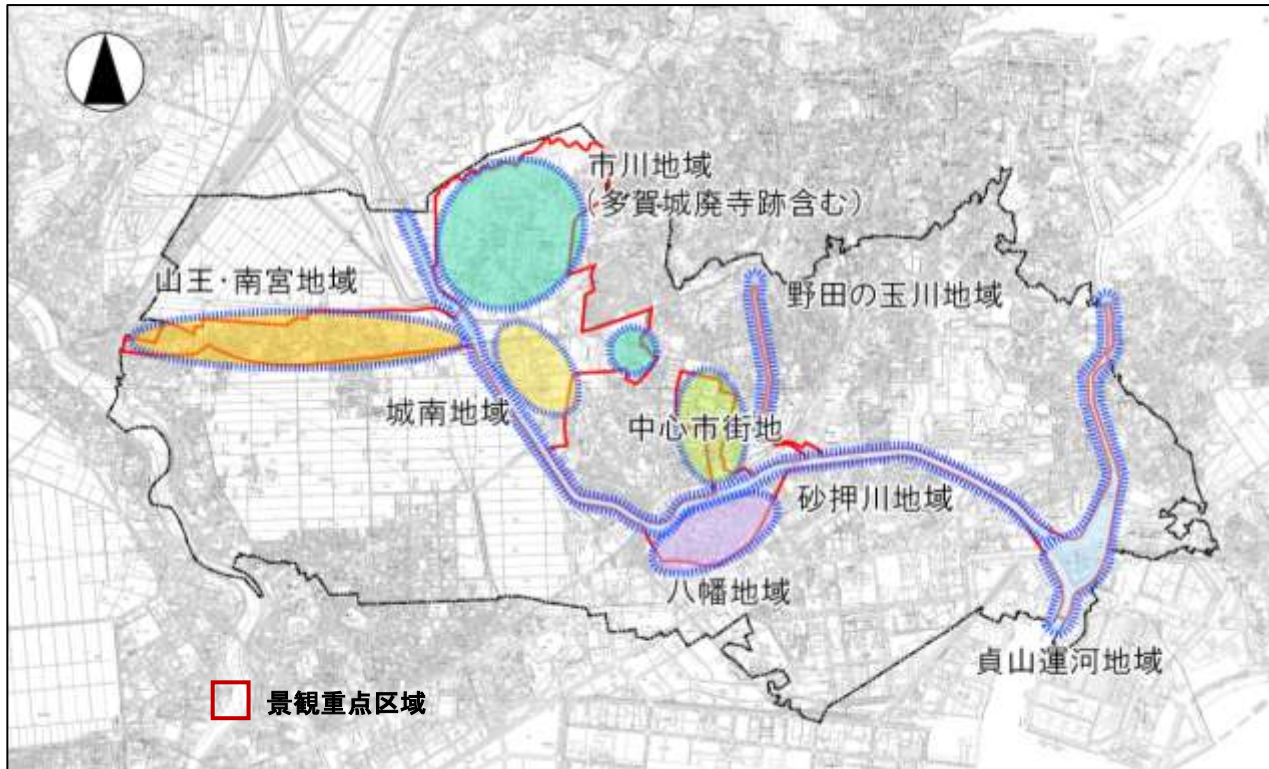 市川地域
(多賀城廃寺跡含む)
山王・南宮地域
野田の玉川地域
城南地域
中心市街地
砂押川地域
八幡地域
貞山運河地域
景観重点区域